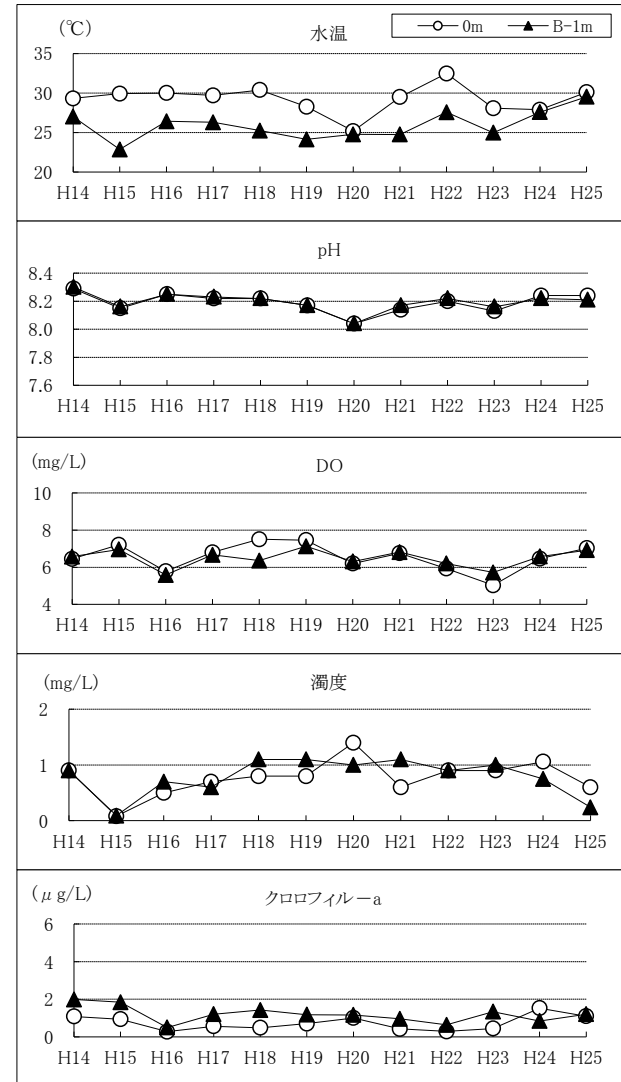 (℃) 水温 0m B-1m
35
30
25
20
H14 H15 H16 H17 H18 H19 H20 H21 H22 H23 H24 H25
pH
8.4
8.2
8.0
7.8
7.6
H14 H15 H16 H17 H18 H19 H20 H21 H22 H23 H24 H25
(mg/L) DO
10
8
6
4
H14 H15 H16 H17 H18 H19 H20 H21 H22 H23 H24 H25
(mg/L) 濁度
2
1
0
H14 H15 H16 H17 H18 H19 H20 H21 H22 H23 H24 H25
(μg/L) クロロフィル-a
6
4
2
0
H14 H15 H16 H17 H18 H19 H20 H21 H22 H23 H24 H25